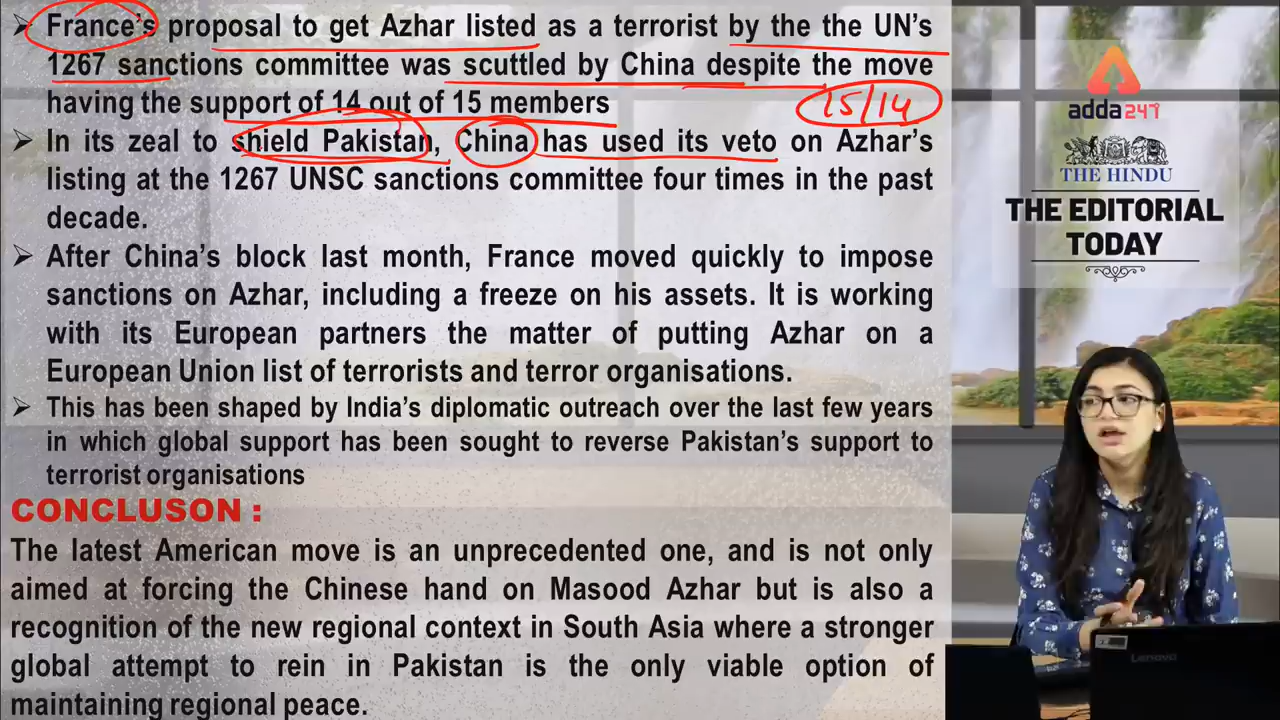 ➤ France's proposal to get Azhar listed as a terrorist by the the UN's
1267 sanctions committee was scuttled by China despite the move
having the support of 14 out of 15 members
15/14
➤ In its zeal to shield Pakistan, China has used its veto on Azhar's
listing at the 1267 UNSC sanctions committee four times in the past
decade.
➤ After China's block last month, France moved quickly to impose
sanctions on Azhar, including a freeze on his assets. It is working
with its European partners the matter of putting Azhar on a
European Union list of terrorists and terror organisations.
➤ This has been shaped by India's diplomatic outreach over the last few years
in which global support has been sought to reverse Pakistan's support to
terrorist organisations
CONCLUSON :
The latest American move is an unprecedented one, and is not only
aimed at forcing the Chinese hand on Masood Azhar but is also a
recognition of the new regional context in South Asia where a stronger
global attempt to rein in Pakistan is the only viable option of
maintaining regional peace.
adda247
THE HINDU
THE EDITORIAL
TODAY
Lenovo